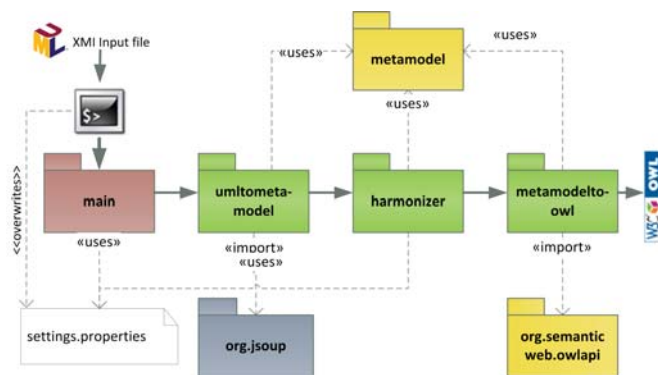 UML
XMI Input file
«uses»
metamodel
«uses»
«uses»
$>
<<overwrites>>
main
umltometa-
model
harmonizer
metamodelto-
owl
W3C OWL
«uses»
«import»
«uses»
«import»
settings.properties
org.jsoup
org.semantic
web.owlapi